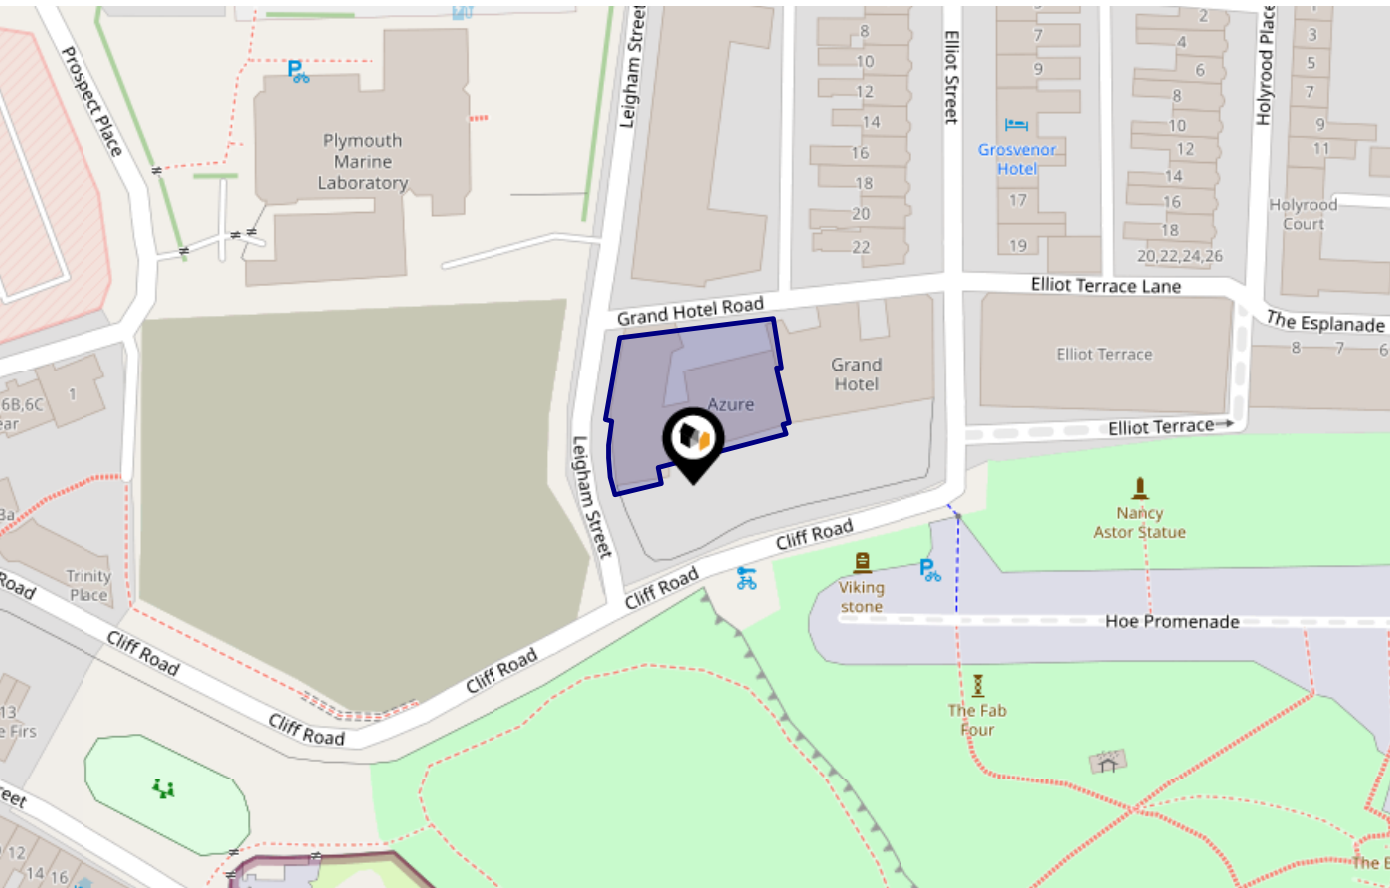 Prospect Place
Plymouth
Marine
Laboratory
Leigham Street
8
10
12
14
16
18
20
22
Elliot Street
7
9
Grosvenor
Hotel
17
19
2
4
6
8
10
12
14
16
18
20,22,24,26
Holyrood Place
3
5
7
9
11
Holyrood
Court
Grand Hotel Road
Elliot Terrace Lane
The Esplanade
8
7
6
Elliot Terrace
Grand
Hotel
Azure
Elliot Terrace
1
6B,6C
ear
3a
Trinity
Place
Road
Leigham Street
Cliff Road
Cliff Road
Cliff Road
Cliff Road
Cliff Road
Nancy
Astor Statue
Viking
stone
Hoe Promenade
The Fab
Four
13
e Firs
eet
12
14
16
The E